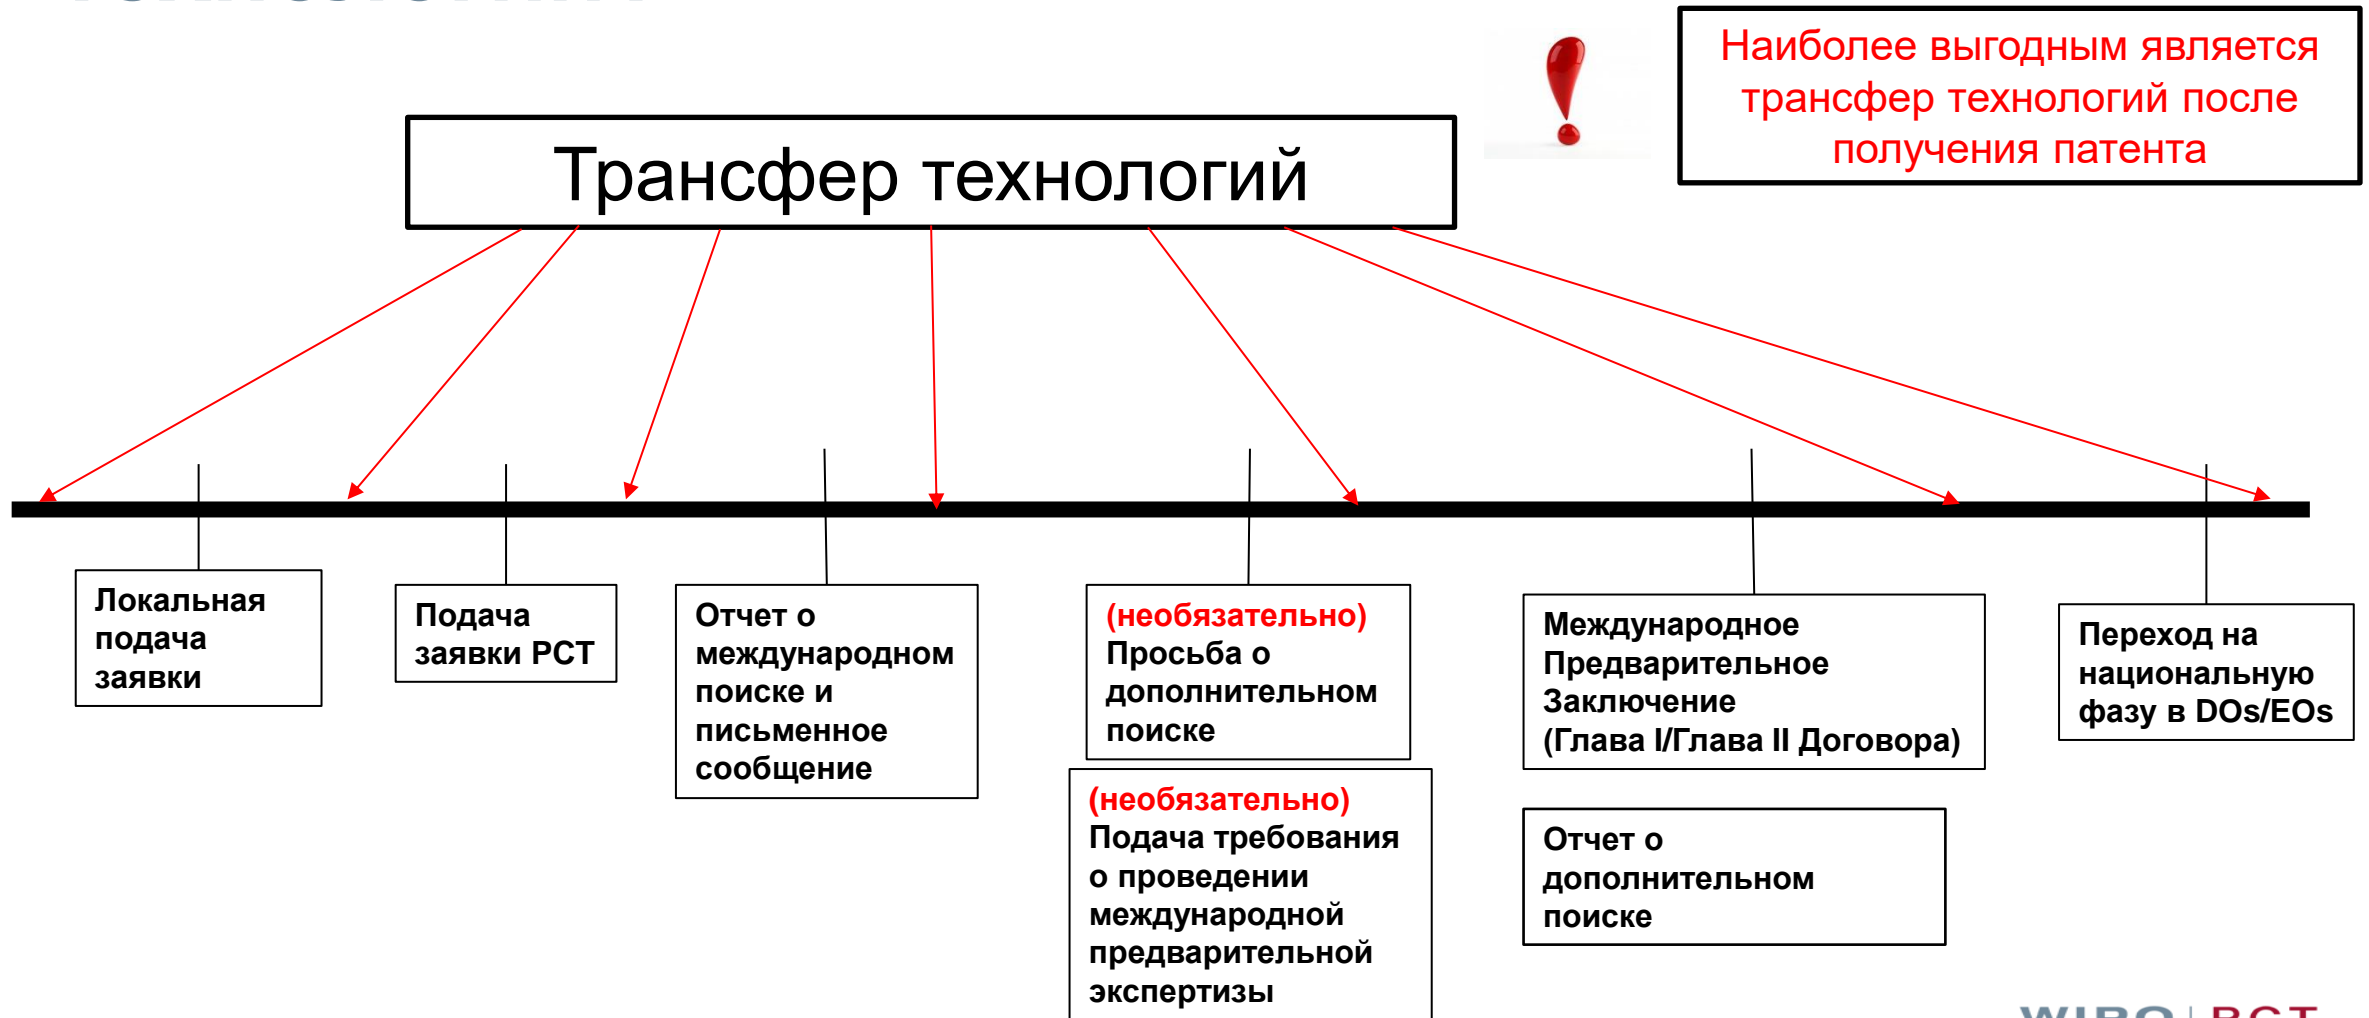 Наиболее выгодным является
трансфер технологий после
получения патента
Трансфер технологий
Локальная
подача
заявки
Подача
заявки PCT
Отчет о
международном
поиске и
письменное
сообщение
(необязательно)
Просьба о
дополнительном
поиске
(необязательно)
Подача требования
о проведении
международной
предварительной
экспертизы
Международное
Предварительное
Заключение
(Глава I/Глава II Договора)
Отчет о
дополнительном
поиске
Переход на
национальную
фазу в DOs/EOs
WIPO | PCT